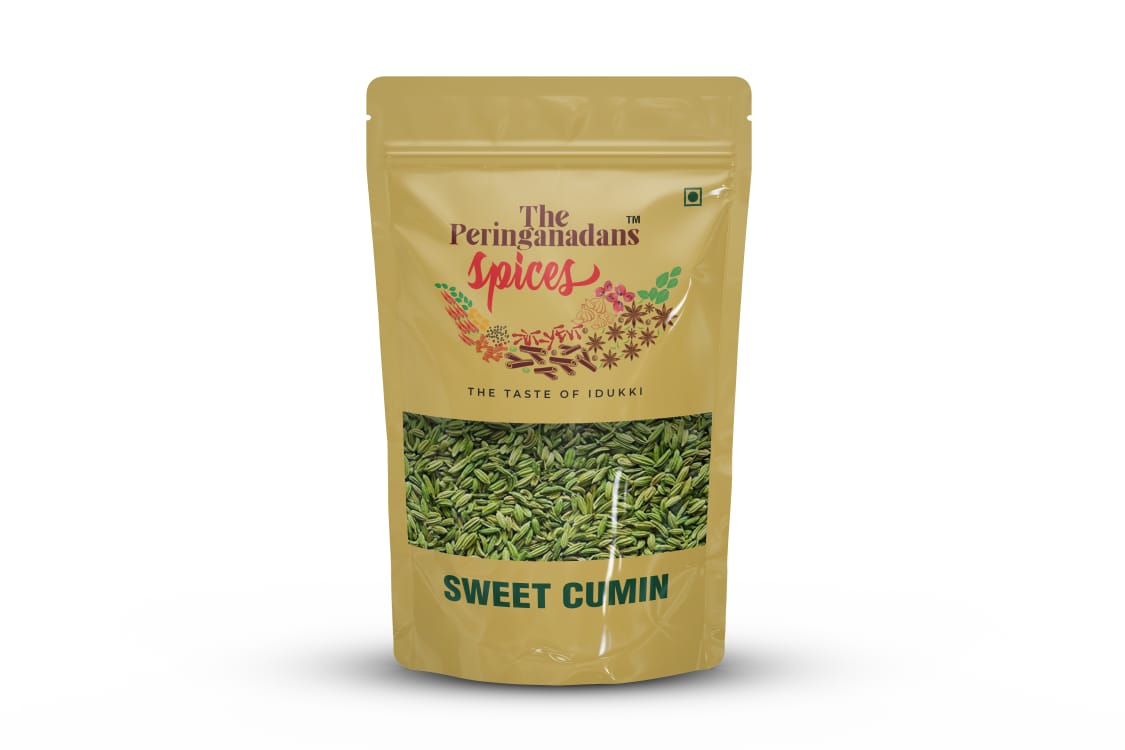 The
Peringanadans™
spices
THE TASTE OF IDUKKI
SWEET CUMIN